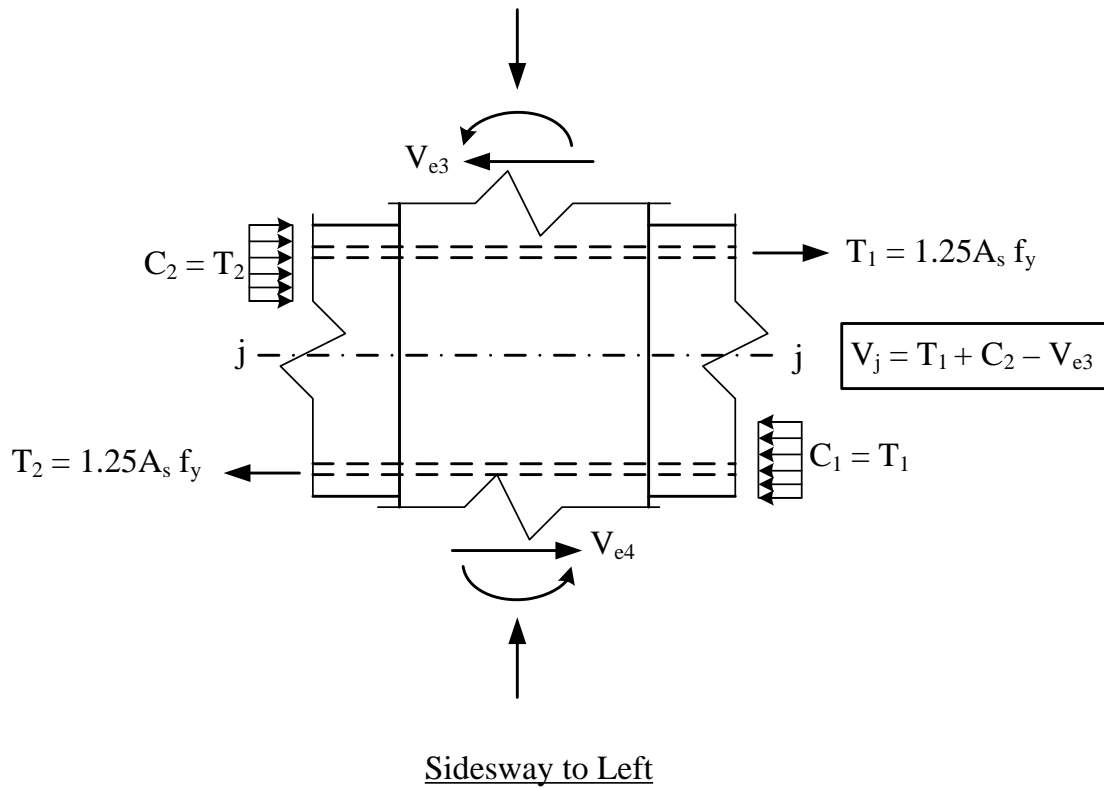 V_e3
C_2 = T_2
T_1 = 1.25A_s f_y
j
j
V_j = T_1 + C_2 – V_e3
T_2 = 1.25A_s f_y
C_1 = T_1
V_e4
Sidesway to Left